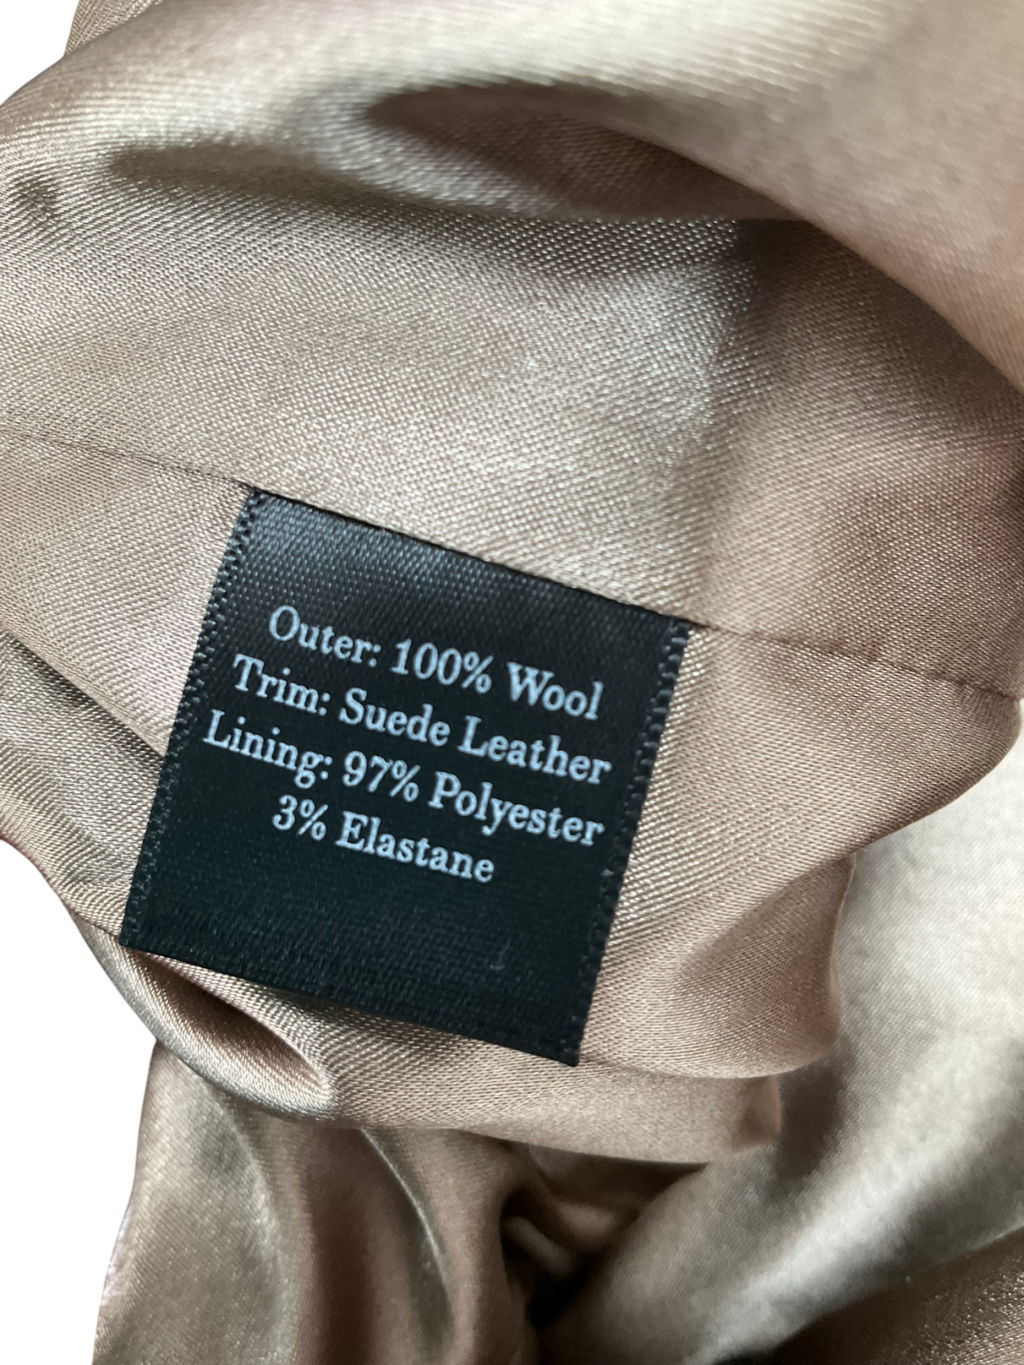 Outer: 100% Wool
Trim: Suede Leather
Lining: 97% Polyester
3% Elastane